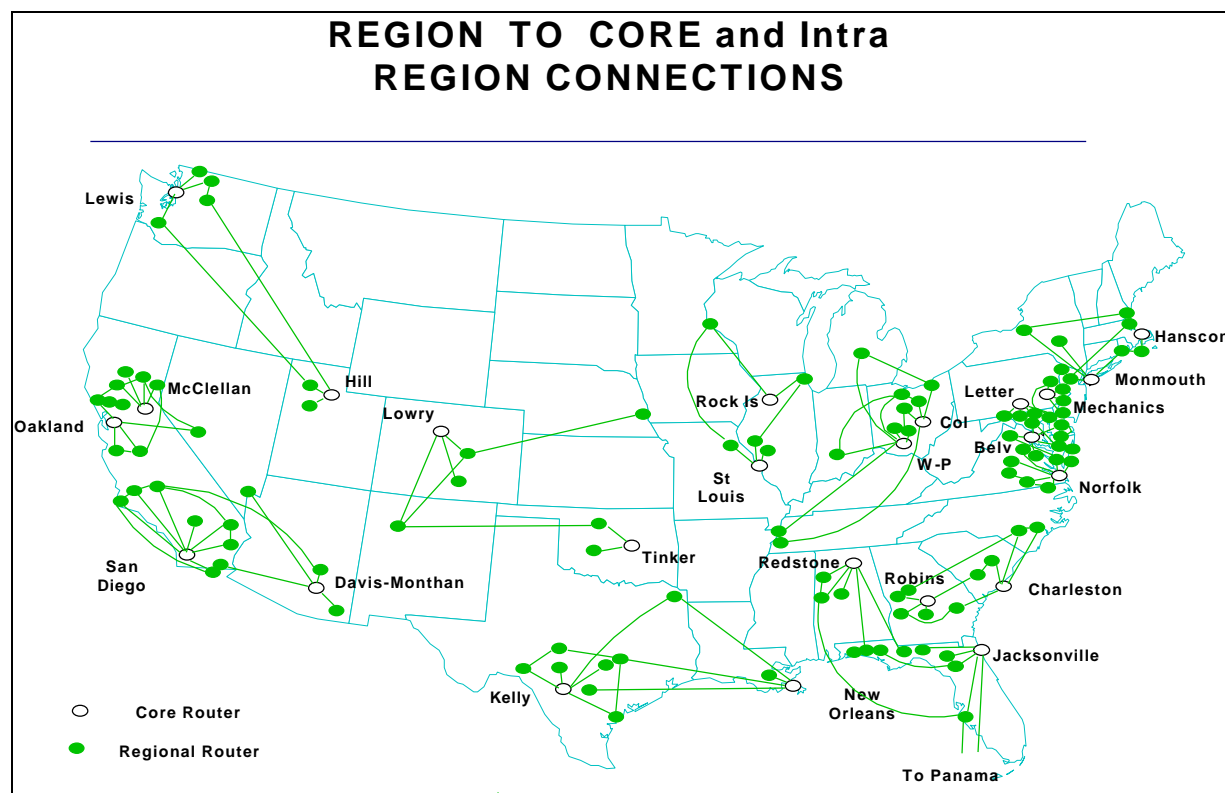 REGION TO CORE and Intra
REGION CONNECTIONS
Lewis
Hanscom
McClellan
Hill
Monmouth
Letter
Rock Is
Mechanics
Lowry
Oakland
Col
Belv
W-P
St
Louis
Norfolk
Tinker
Redstone
San
Diego
Davis-Monthan
Robins
Charleston
Jacksonville
Kelly
New
Orleans
Core Router
Regional Router
To Panama